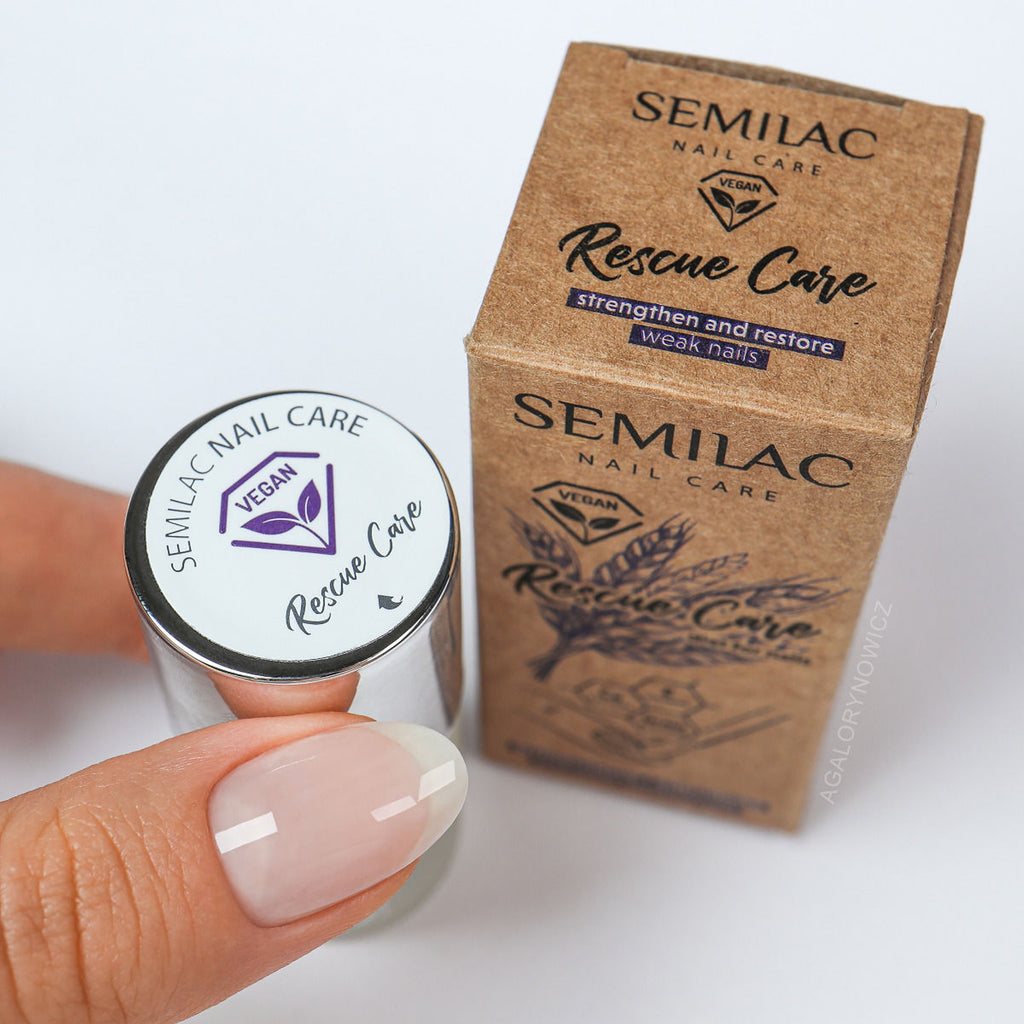 SEMILAC
NAIL CARE
VEGAN
Rescue Care
strengthen and restore
weak nails
SEMILAC
NAIL CARE
VEGAN
Rescue Care
SEMILAC NAIL CARE
VEGAN
Rescue Care
AGALORYNOWICZ